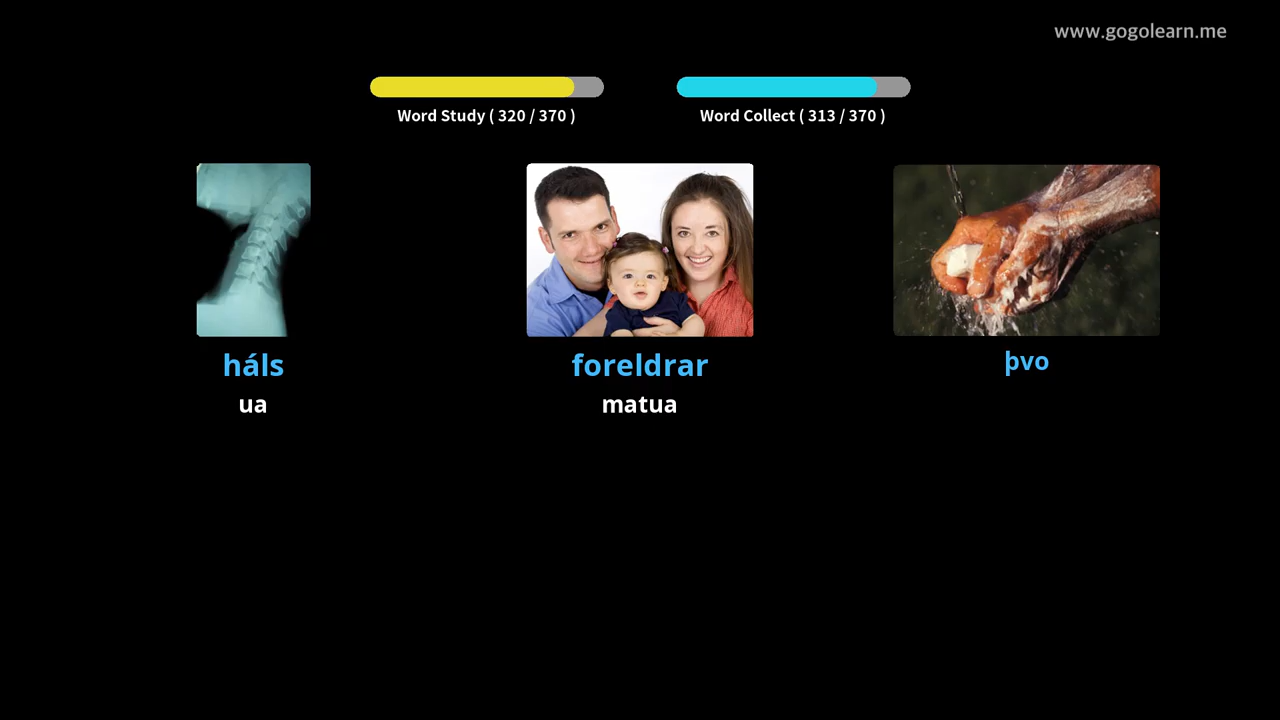 www.gogolearn.me
Word Study ( 320 / 370 )
Word Collect ( 313 / 370 )
háls
ua
foreldrar
matua
þvo